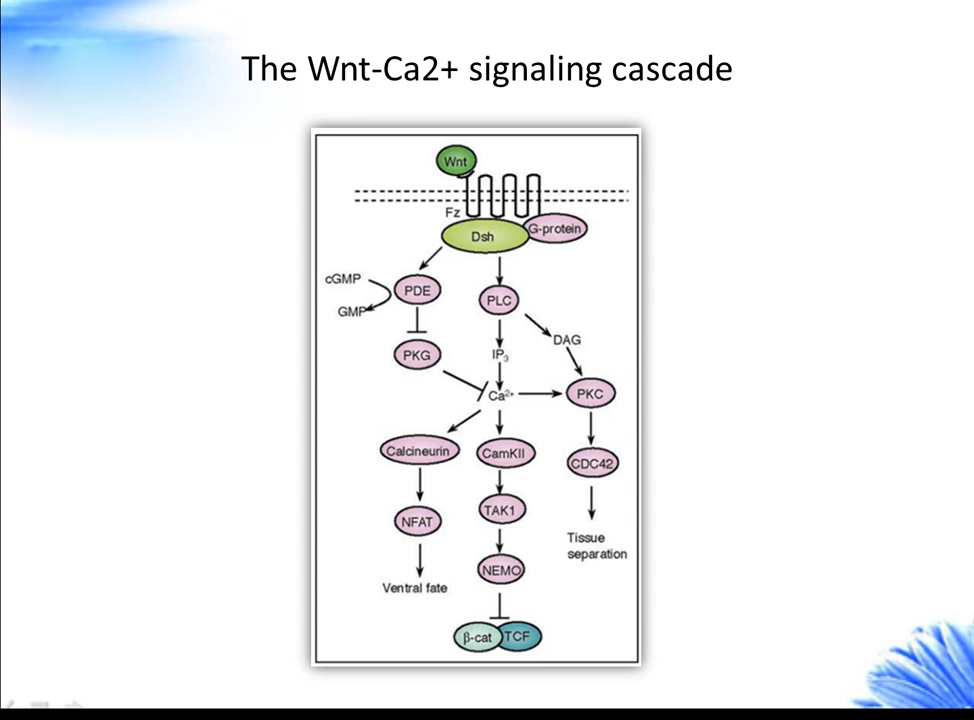 The Wnt-Ca2+ signaling cascade
Wnt
Fz
Dsh
G-protein
cGMP
PDE
GMP
PLC
DAG
PKG
IP₃
Ca²⁺
PKC
Calcineurin
CamKII
CDC42
NFAT
TAK1
Tissue
separation
NEMO
Ventral fate
β-cat
TCF